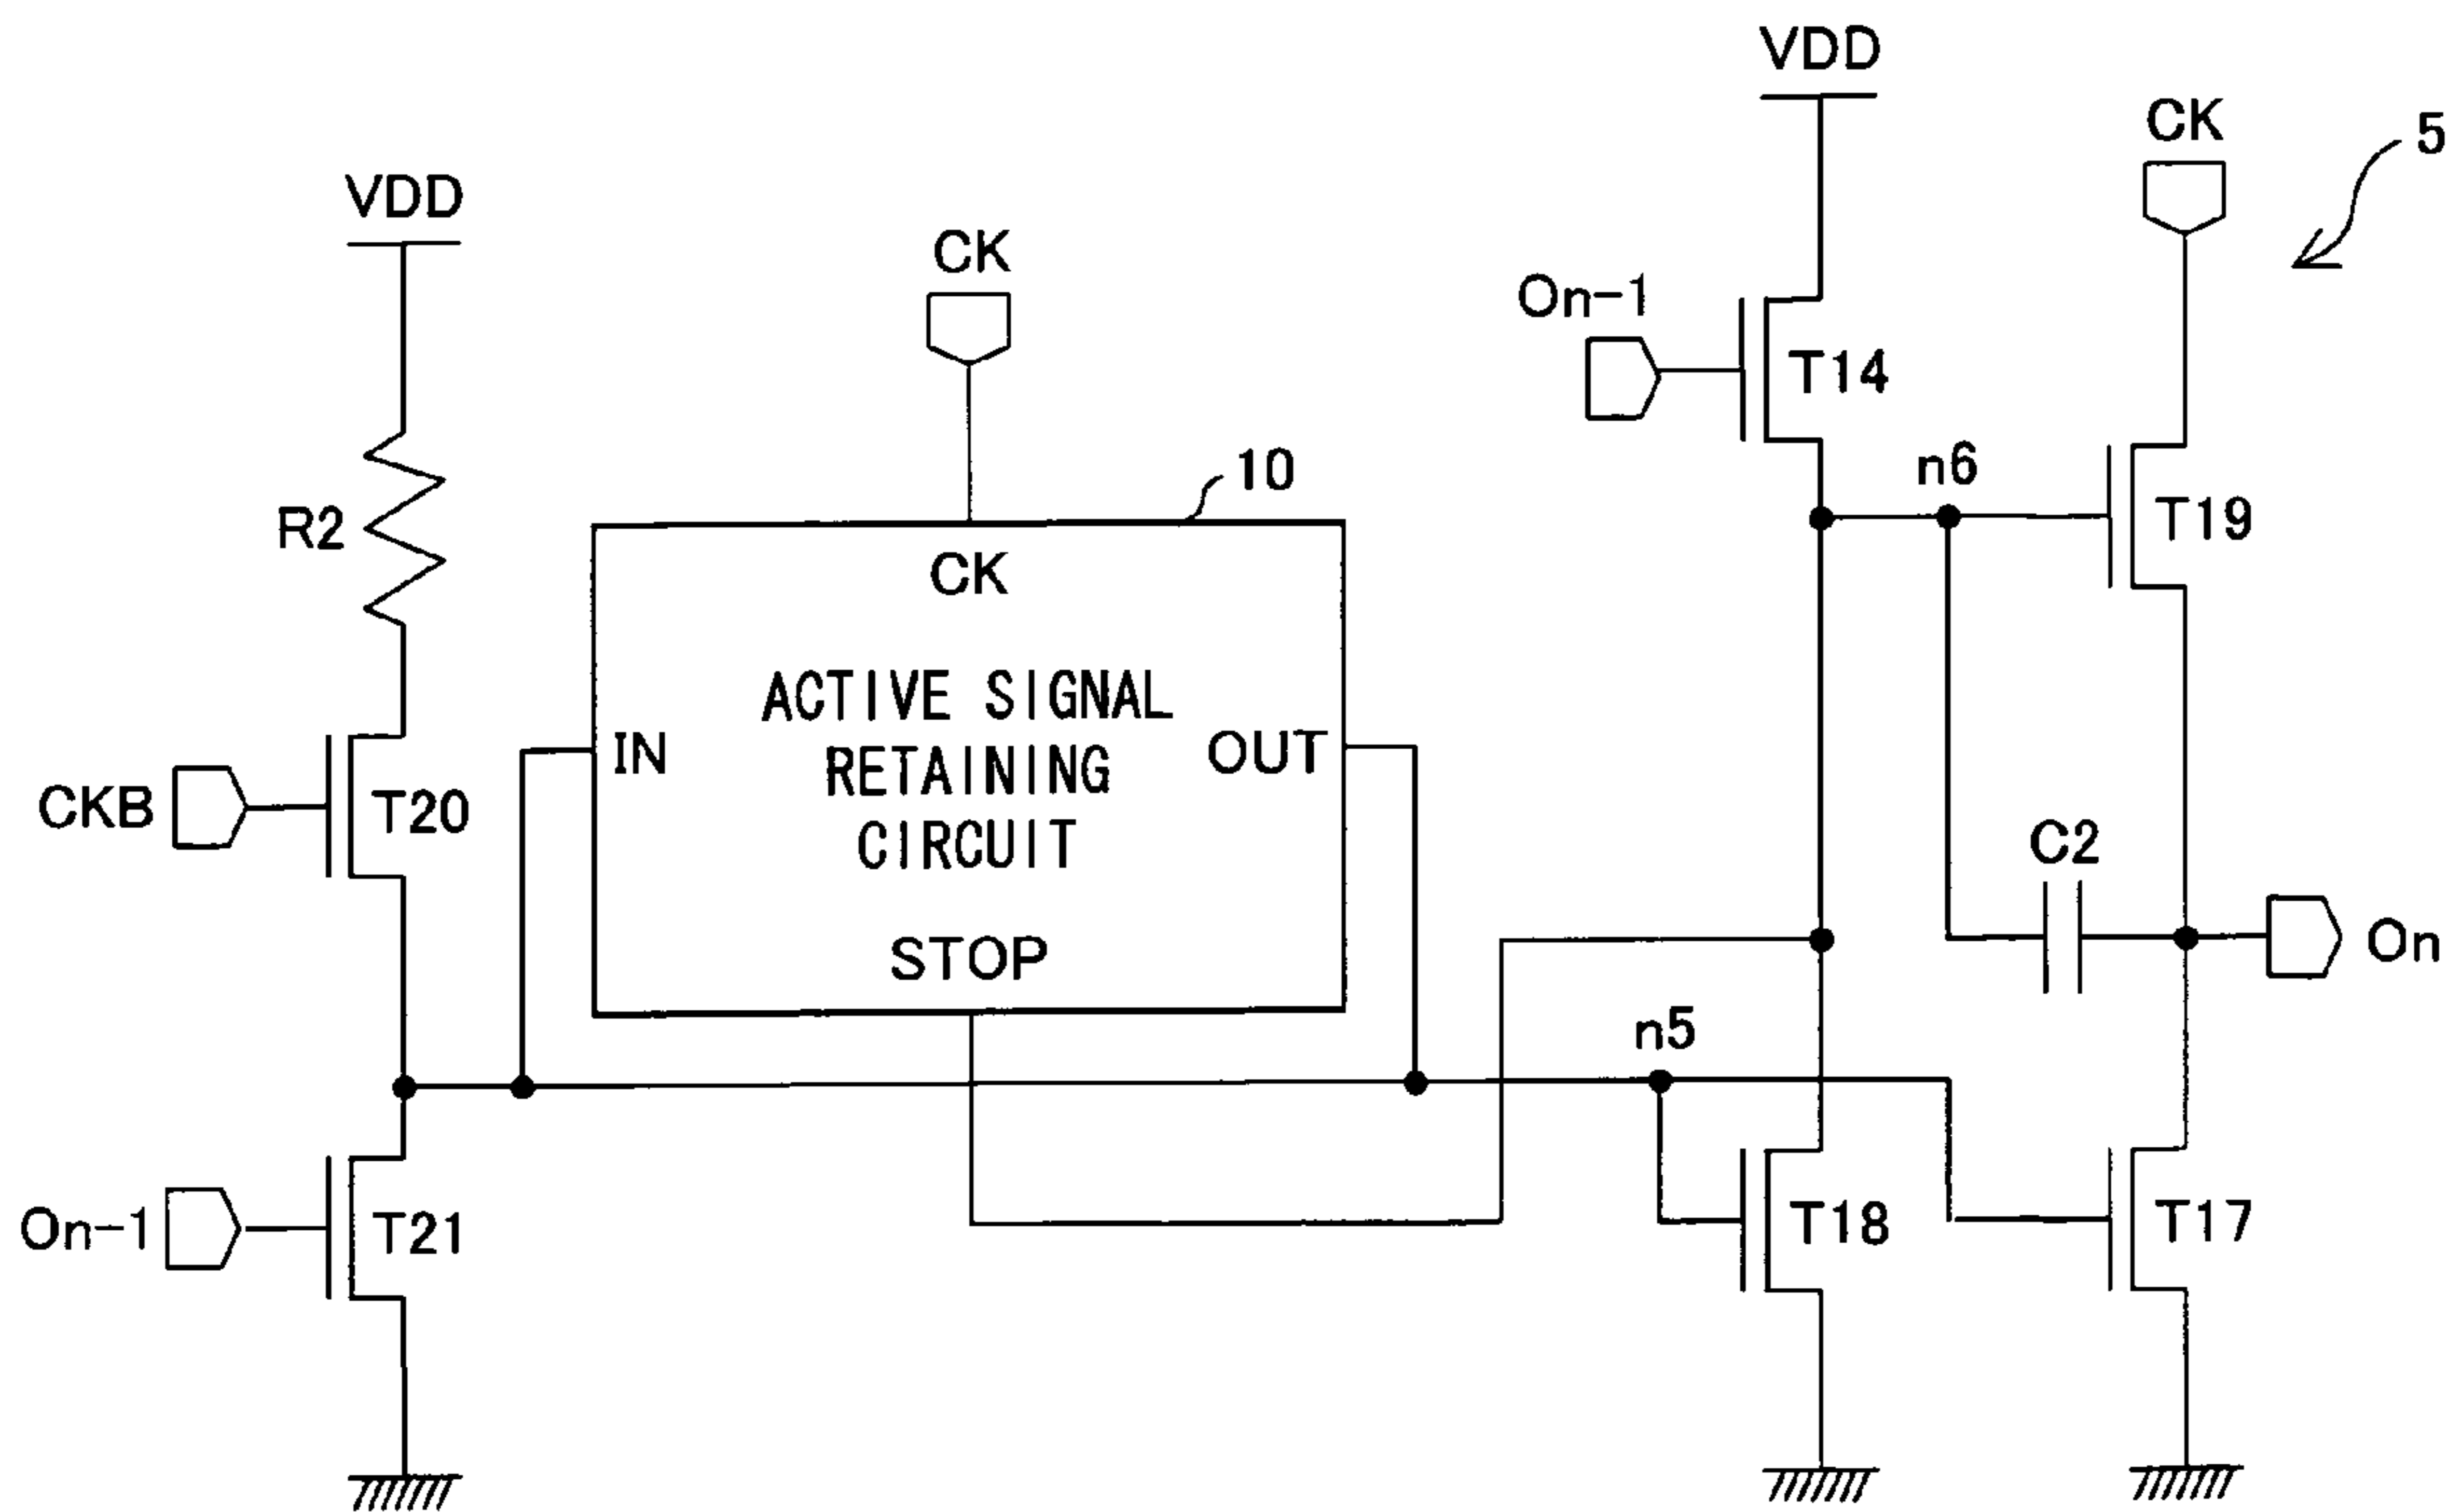 VDD
CK
5
VDD
CK
On-1
T14
10
n6
R2
T19
CK
ACTIVE SIGNAL
RETAINING
CIRCUIT
IN
OUT
CKB
T20
C2
STOP
On
n5
On-1
T21
T18
T17